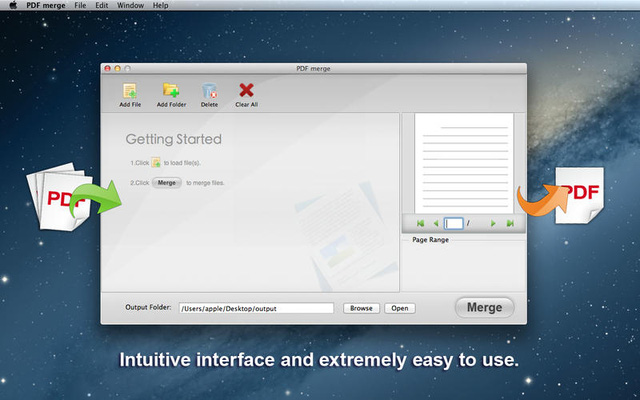 PDF merge File Edit Window Help
PDF merge
Add File Add Folder Delete Clear All
Getting Started
1.Click to load file(s).
2.Click Merge to merge files.
PDF
PDF
/
Page Range
Output Folder: /Users/apple/Desktop/output Browse Open Merge
Intuitive interface and extremely easy to use.